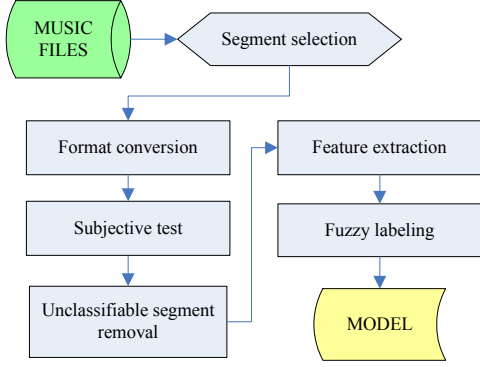 MUSIC
FILES
Segment selection
Format conversion
Subjective test
Unclassifiable segment
removal
Feature extraction
Fuzzy labeling
MODEL